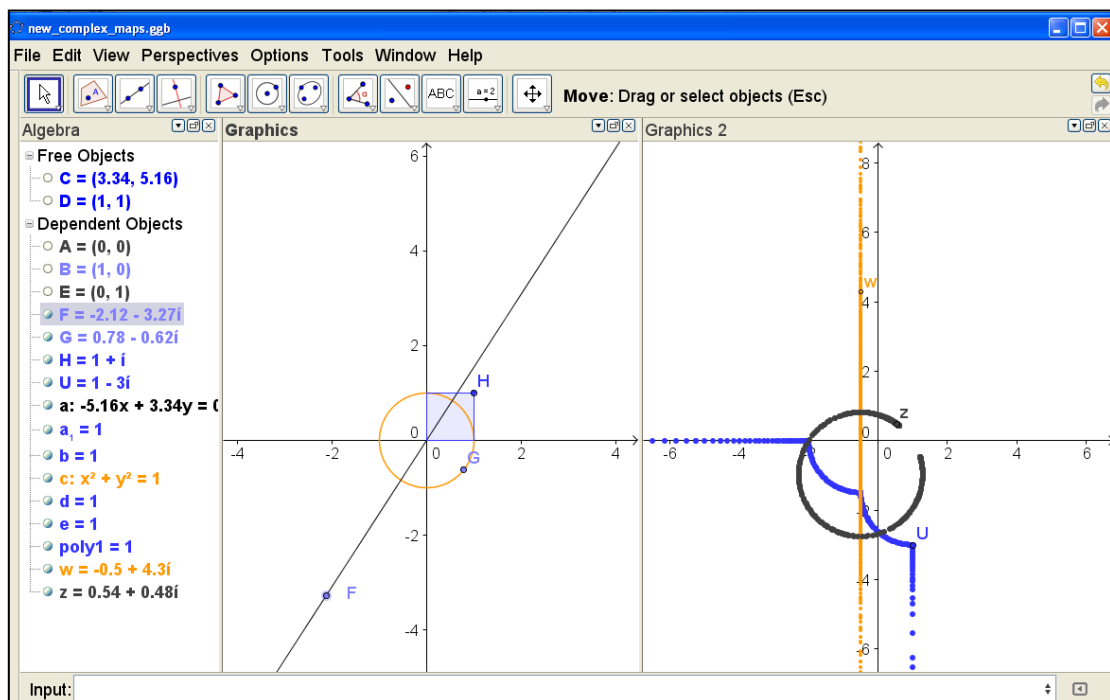 new_complex_maps.ggb
File Edit View Perspectives Options Tools Window Help
A
α
ABC
a=2
Move: Drag or select objects (Esc)
Algebra
Graphics
Graphics 2
Free Objects
C = (3.34, 5.16)
D = (1, 1)
Dependent Objects
A = (0, 0)
B = (1, 0)
E = (0, 1)
F = -2.12 - 3.27í
G = 0.78 - 0.62í
H = 1 + í
U = 1 - 3í
a: -5.16x + 3.34y = 0
a₁ = 1
b = 1
c: x² + y² = 1
d = 1
e = 1
poly1 = 1
w = -0.5 + 4.3í
z = 0.54 + 0.48í
6
4
2
H
0
-4 -2 0 2 4
G
-2
F
-4
8
6
w
4
2
z
0
-6 -4 -2 0 2 4 6
-2
U
-4
-6
Input: